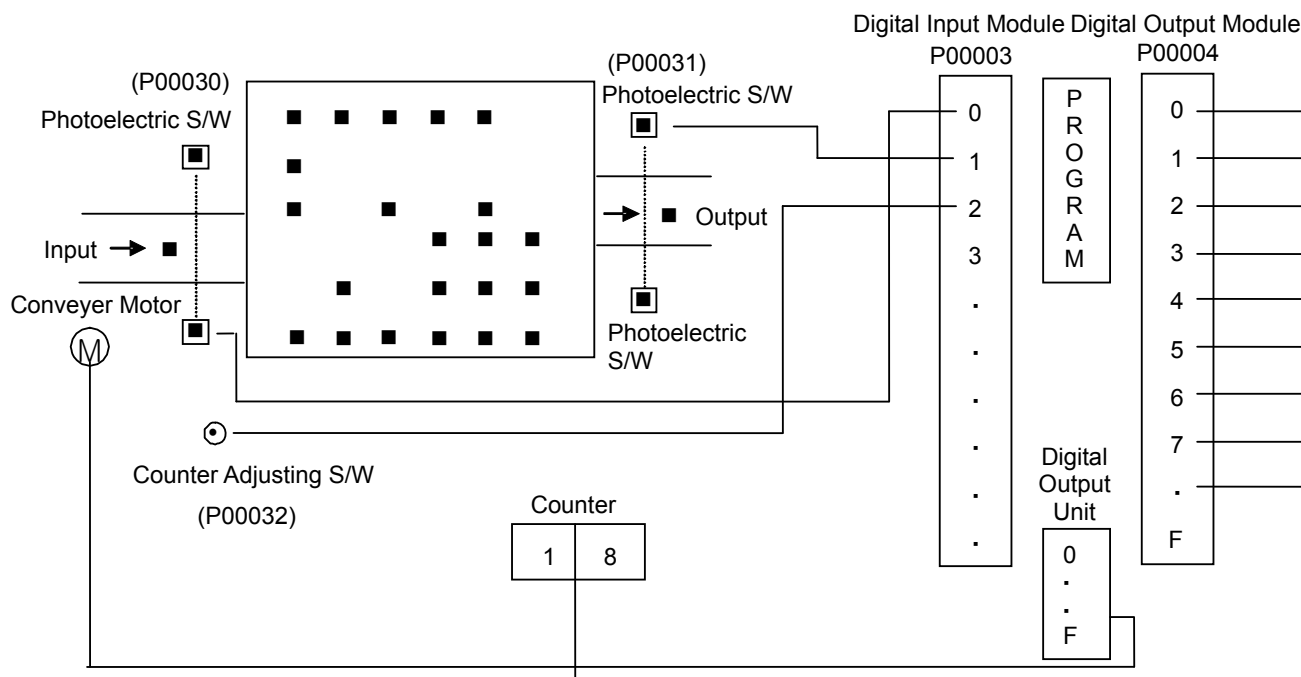 Digital Input Module Digital Output Module
P00003
P00004
(P00030)
Photoelectric S/W
(P00031)
Photoelectric S/W
Input
Output
Conveyer Motor
M
Photoelectric
S/W
Counter Adjusting S/W
(P00032)
Counter
1 8
0
1
2
3
.
.
.
.
.
.
P
R
O
G
R
A
M
Digital
Output
Unit
0
.
.
F
0
1
2
3
4
5
6
7
.
F